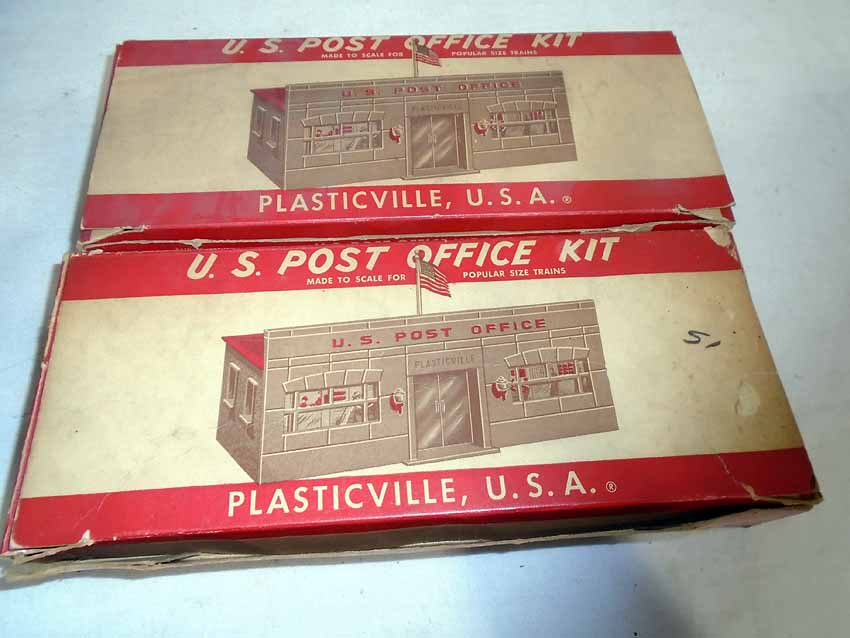 U. S. POST OFFICE KIT
MADE TO SCALE FOR POPULAR SIZE TRAINS
U. S. POST OFFICE
PLASTICVILLE
PLASTICVILLE, U.S.A.®
U. S. POST OFFICE KIT
MADE TO SCALE FOR POPULAR SIZE TRAINS
U. S. POST OFFICE
PLASTICVILLE
5-
PLASTICVILLE, U.S.A.®